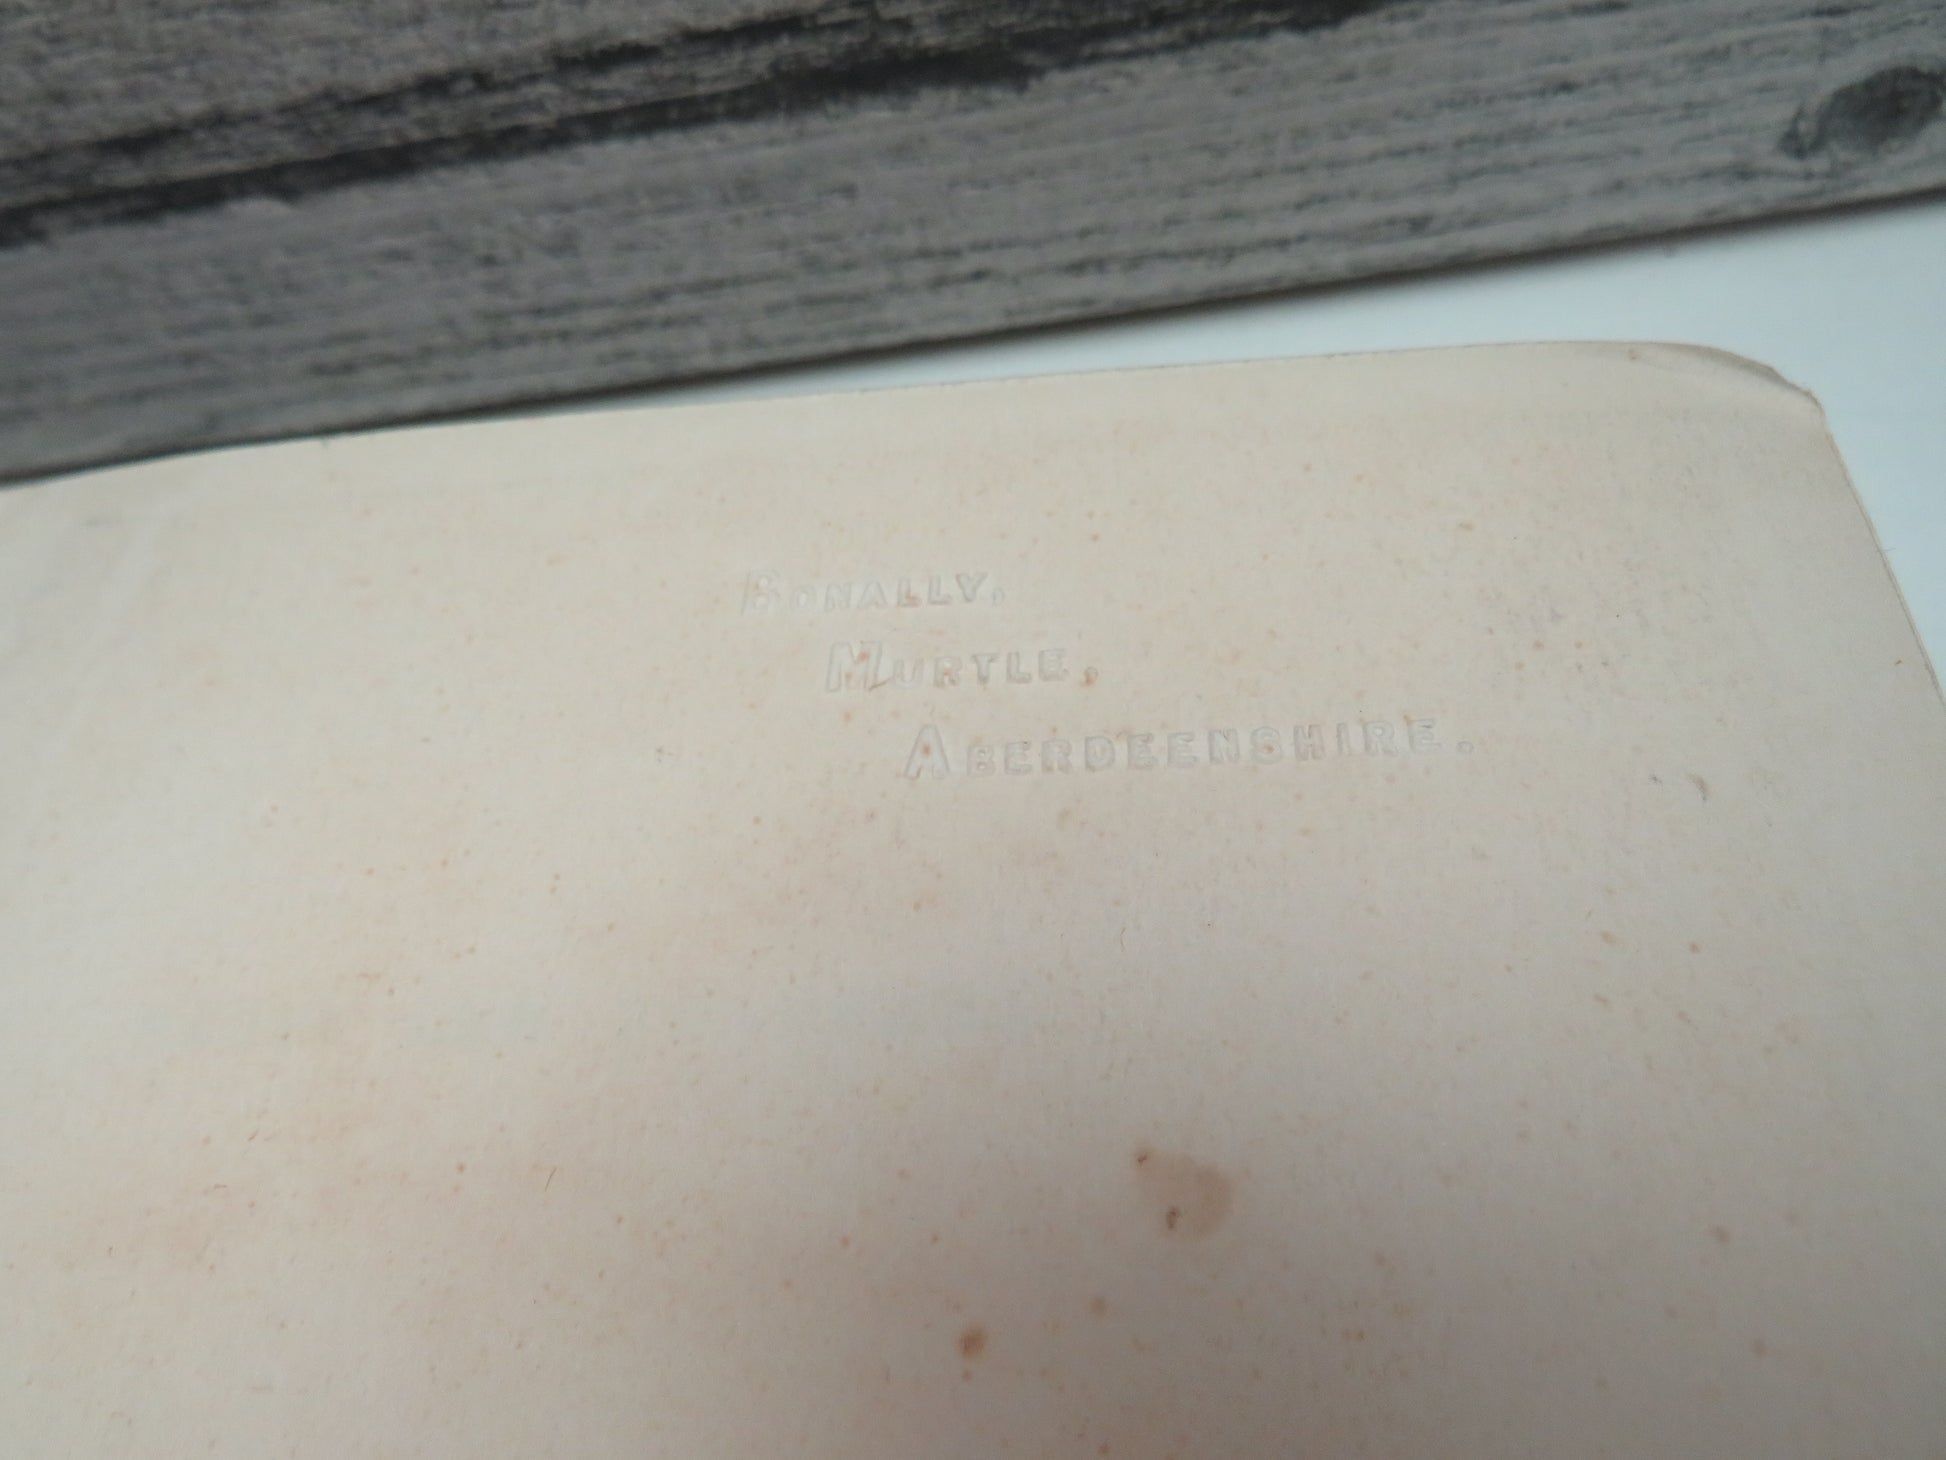 BONALLY,
MURTLE,
ABERDEENSHIRE.